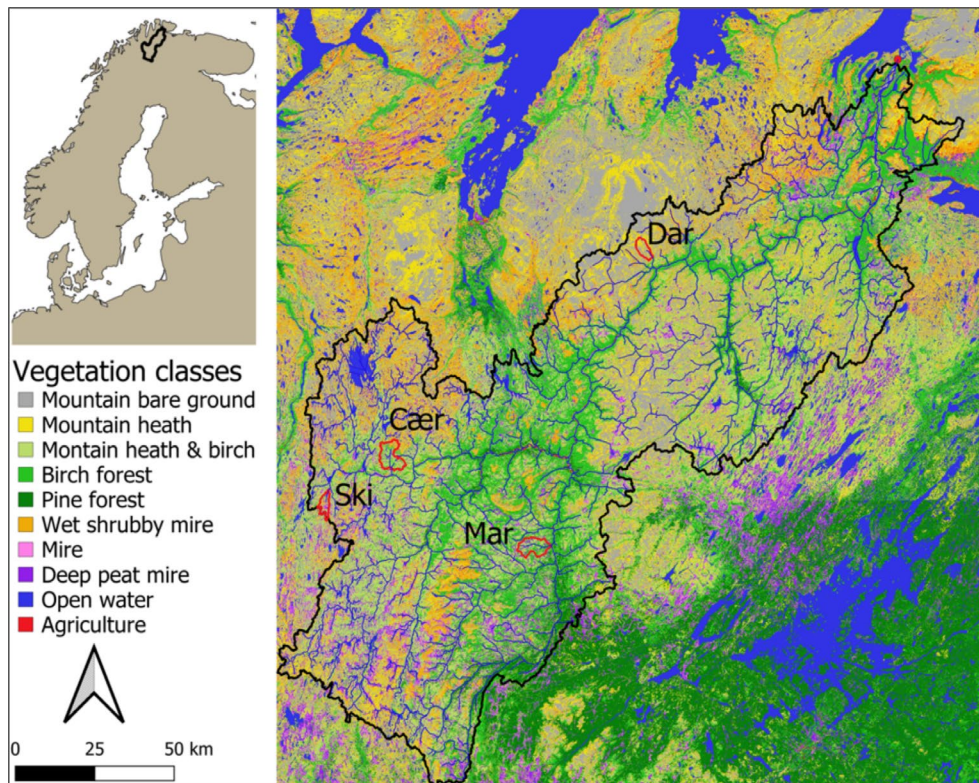 Vegetation classes
Mountain bare ground
Mountain heath
Montain heath & birch
Birch forest
Pine forest
Wet shrubby mire
Mire
Deep peat mire
Open water
Agriculture
0 25 50 km
Dar
Cær
Ski
Mar